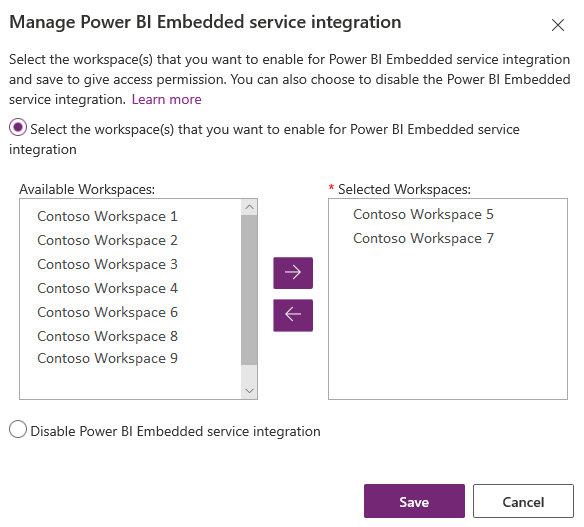 Manage Power BI Embedded service integration
Select the workspace(s) that you want to enable for Power BI Embedded service integration
and save to give access permission. You can also choose to disable the Power BI Embedded
service integration. Learn more
Select the workspace(s) that you want to enable for Power BI Embedded service
integration
Available Workspaces:
Contoso Workspace 1
Contoso Workspace 2
Contoso Workspace 3
Contoso Workspace 4
Contoso Workspace 6
Contoso Workspace 8
Contoso Workspace 9
* Selected Workspaces:
Contoso Workspace 5
Contoso Workspace 7
Disable Power BI Embedded service integration
Save
Cancel